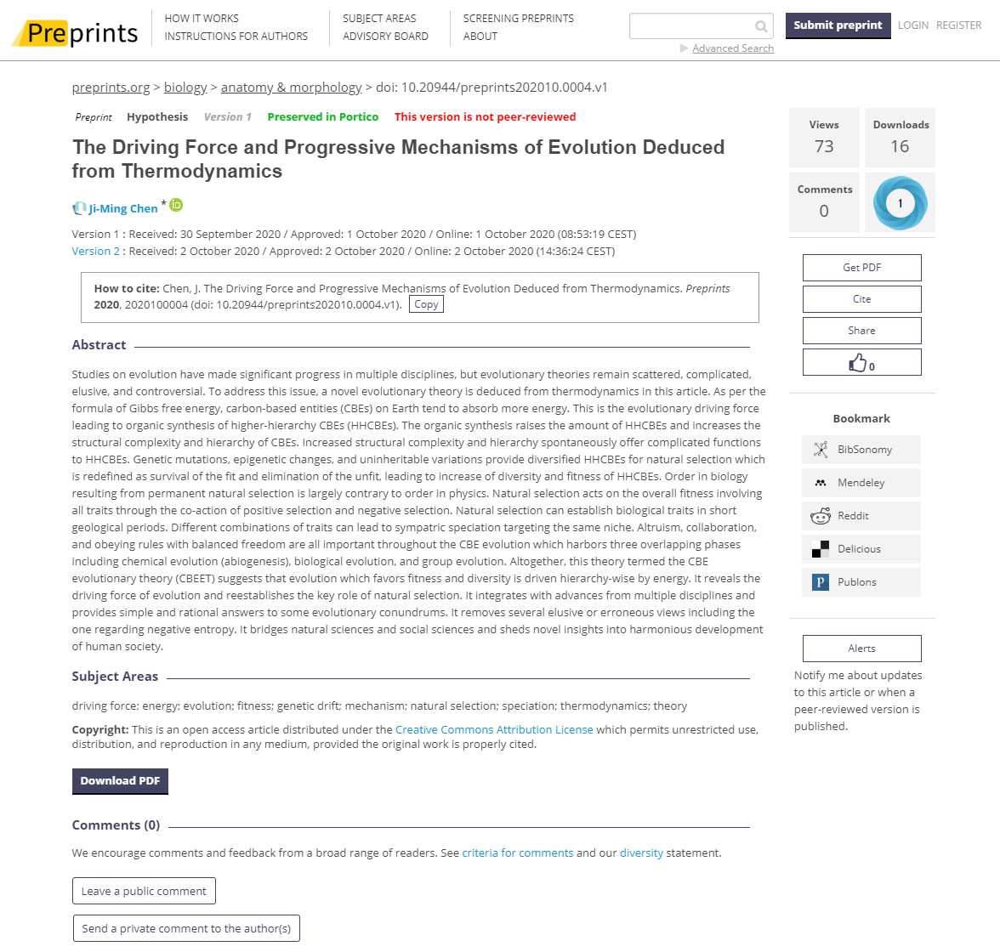 Preprints
HOW IT WORKS
INSTRUCTIONS FOR AUTHORS
SUBJECT AREAS
ADVISORY BOARD
SCREENING PREPRINTS
ABOUT
Advanced Search
Submit preprint
LOGIN REGISTER
preprints.org > biology > anatomy & morphology > doi: 10.20944/preprints202010.0004.v1
Preprint Hypothesis Version 1 Preserved in Portico This version is not peer-reviewed
The Driving Force and Progressive Mechanisms of Evolution Deduced
from Thermodynamics
Ji-Ming Chen * iD
Version 1 : Received: 30 September 2020 / Approved: 1 October 2020 / Online: 1 October 2020 (08:53:19 CEST)
Version 2 : Received: 2 October 2020 / Approved: 2 October 2020 / Online: 2 October 2020 (14:36:24 CEST)
How to cite: Chen, J. The Driving Force and Progressive Mechanisms of Evolution Deduced from Thermodynamics. Preprints
2020, 2020100004 (doi: 10.20944/preprints202010.0004.v1). Copy
Abstract
Studies on evolution have made significant progress in multiple disciplines, but evolutionary theories remain scattered, complicated,
elusive, and controversial. To address this issue, a novel evolutionary theory is deduced from thermodynamics in this article. As per the
formula of Gibbs free energy, carbon-based entities (CBEs) on Earth tend to absorb more energy. This is the evolutionary driving force
leading to organic synthesis of higher-hierarchy CBEs (HHCBEs). The organic synthesis raises the amount of HHCBEs and increases the
structural complexity and hierarchy of CBEs. Increased structural complexity and hierarchy spontaneously offer complicated functions
to HHCBEs. Genetic mutations, epigenetic changes, and uninheritable variations provide diversified HHCBEs for natural selection which
is redefined as survival of the fit and elimination of the unfit, leading to increase of diversity and fitness of HHCBEs. Order in biology
resulting from permanent natural selection is largely contrary to order in physics. Natural selection acts on the overall fitness involving
all traits through the co-action of positive selection and negative selection. Natural selection can establish biological traits in short
geological periods. Different combinations of traits can lead to sympatric speciation targeting the same niche. Altruism, collaboration,
and obeying rules with balanced freedom are all important throughout the CBE evolution which harbors three overlapping phases
including chemical evolution (abiogenesis), biological evolution, and group evolution. Altogether, this theory termed the CBE
evolutionary theory (CBEET) suggests that evolution which favors fitness and diversity is driven hierarchy-wise by energy. It reveals the
driving force of evolution and reestablishes the key role of natural selection. It integrates with advances from multiple disciplines and
provides simple and rational answers to some evolutionary conundrums. It removes several elusive or erroneous views including the
one regarding negative entropy. It bridges natural sciences and social sciences and sheds novel insights into harmonious development
of human society.
Subject Areas
driving force; energy; evolution; fitness; genetic drift; mechanism; natural selection; speciation; thermodynamics; theory
Copyright: This is an open access article distributed under the Creative Commons Attribution License which permits unrestricted use,
distribution, and reproduction in any medium, provided the original work is properly cited.
Download PDF
Comments (0)
We encourage comments and feedback from a broad range of readers. See criteria for comments and our diversity statement.
Leave a public comment
Send a private comment to the author(s)
Views
73
Downloads
16
Comments
0
1
Get PDF
Cite
Share
0
Bookmark
BibSonomy
Mendeley
Reddit
Delicious
P Publons
Alerts
Notify me about updates
to this article or when a
peer-reviewed version is
published.